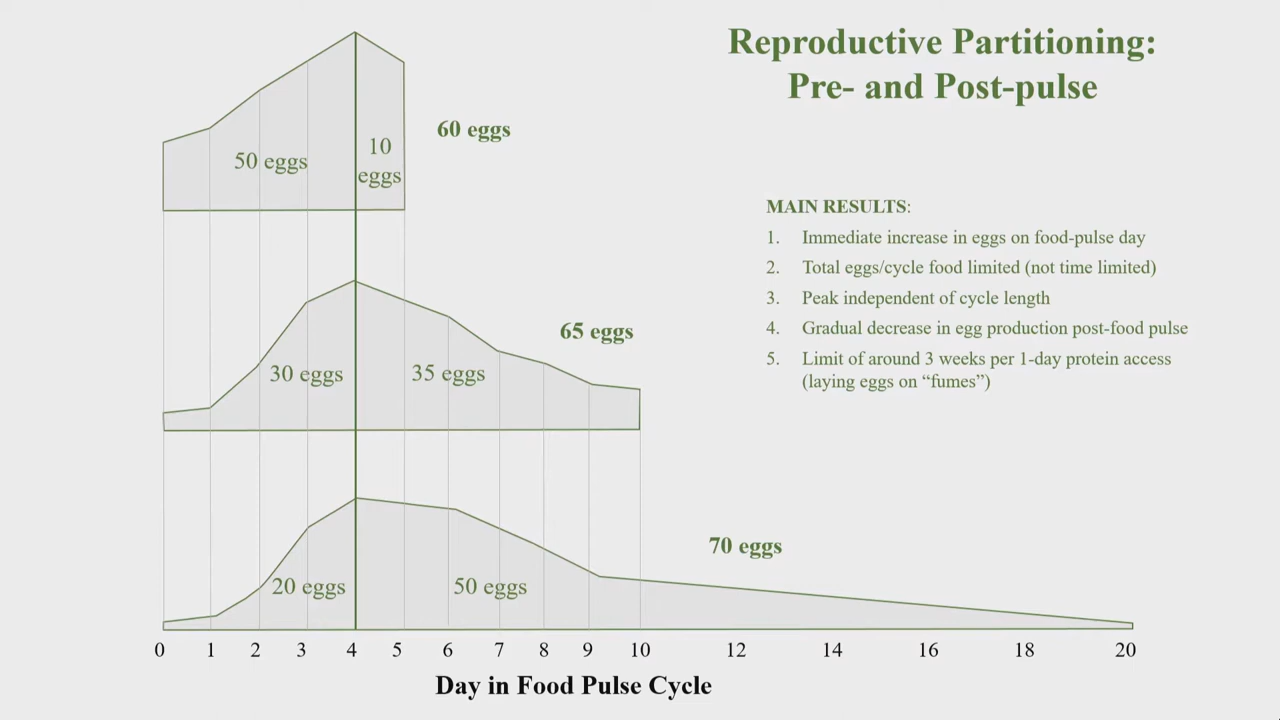 Reproductive Partitioning:
Pre- and Post-pulse
50 eggs
10
eggs
60 eggs
MAIN RESULTS:
1. Immediate increase in eggs on food-pulse day
2. Total eggs/cycle food limited (not time limited)
3. Peak independent of cycle length
4. Gradual decrease in egg production post-food pulse
5. Limit of around 3 weeks per 1-day protein access
(laying eggs on “fumes”)
30 eggs
35 eggs
65 eggs
20 eggs
50 eggs
70 eggs
0 1 2 3 4 5 6 7 8 9 10 12 14 16 18 20
Day in Food Pulse Cycle